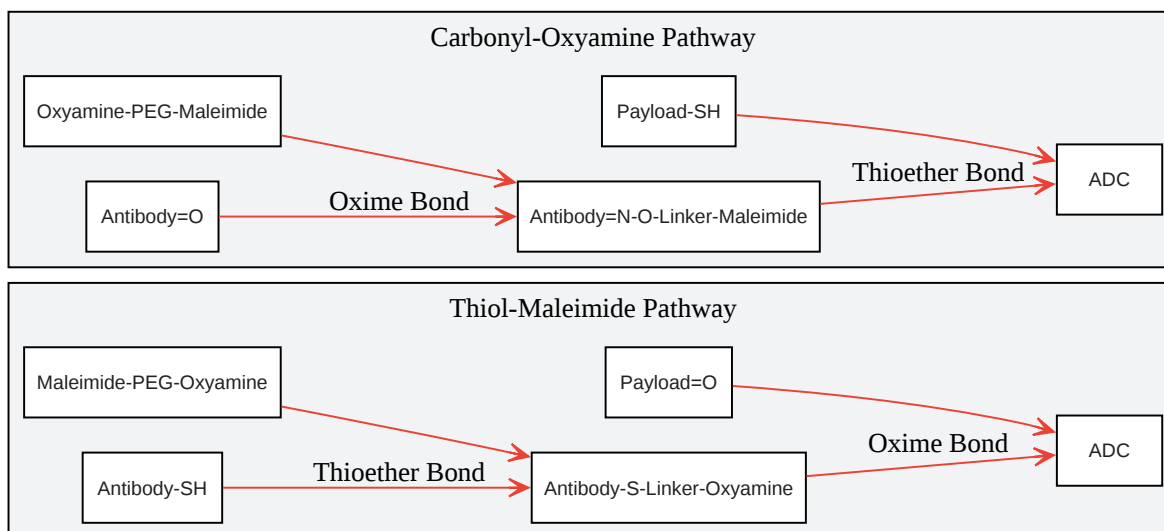 Carbonyl-Oxyamine Pathway
Oxyamine-PEG-Maleimide
Payload-SH
Thioether Bond
ADC
Antibody=O
Oxime Bond
Antibody=N-O-Linker-Maleimide
Thiol-Maleimide Pathway
Maleimide-PEG-Oxyamine
Payload=O
Oxime Bond
ADC
Antibody-SH
Thioether Bond
Antibody-S-Linker-Oxyamine